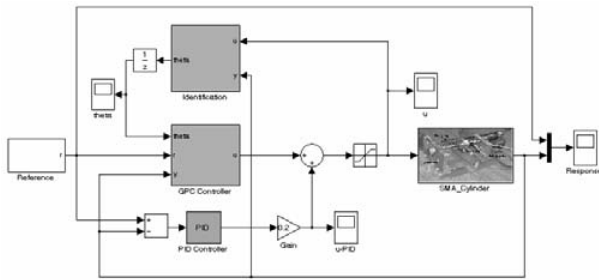 u
theta
y
1
z
Identification
theta
u
theta
r
y
u
GPC Controller
r
Reference
SMA_Cylinder
Response
+
+
+
−
PID
PID Controller
0.2
Gain
u-PID